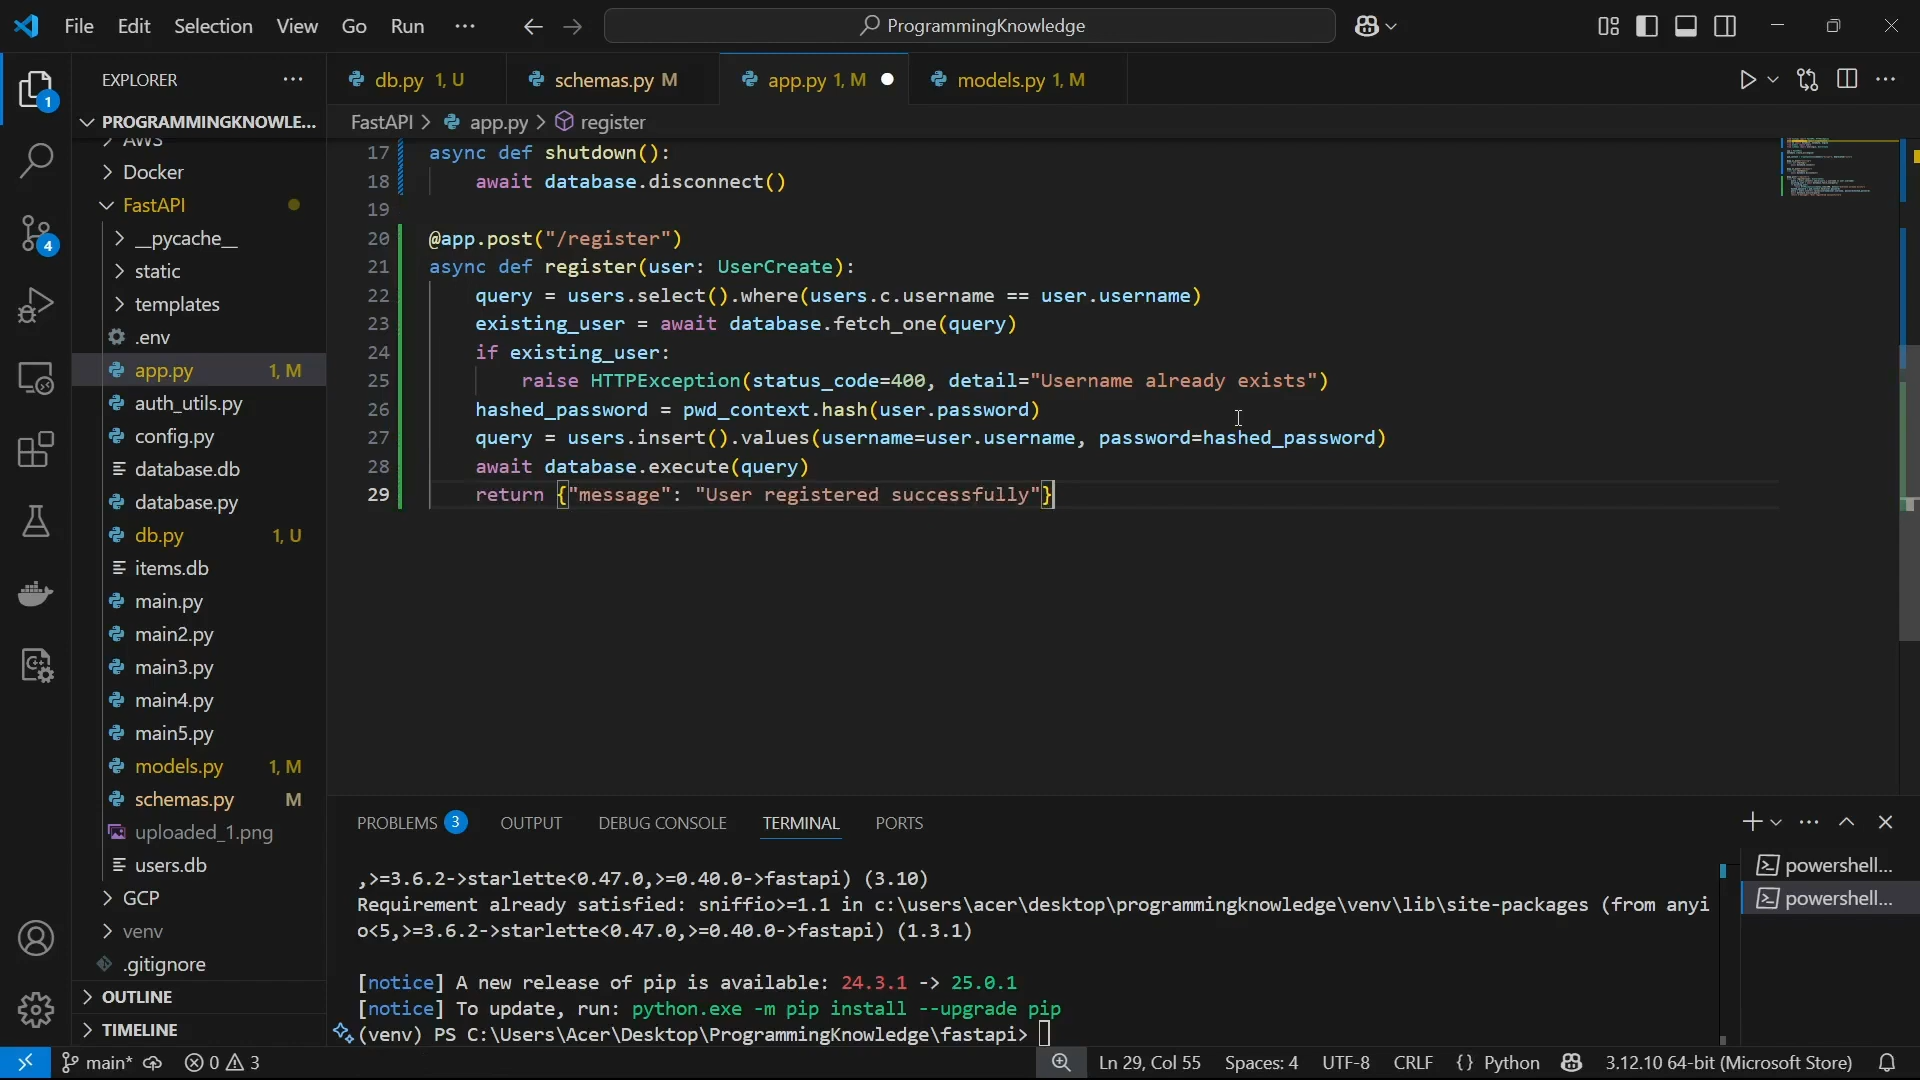 File Edit Selection View Go Run ··· ProgrammingKnowledge
EXPLORER ···
db.py 1, U
schemas.py M
app.py 1, M
models.py 1, M
PROGRAMMINGKNOWLE...
FastAPI > app.py > register
AWS
Docker
FastAPI
__pycache__
static
templates
.env
app.py 1, M
auth_utils.py
config.py
database.db
database.py
db.py 1, U
items.db
main.py
main2.py
main3.py
main4.py
main5.py
models.py 1, M
schemas.py M
uploaded_1.png
users.db
GCP
venv
.gitignore
OUTLINE
TIMELINE
1
4
17 async def shutdown():
18 await database.disconnect()
19
20 @app.post("/register")
21 async def register(user: UserCreate):
22 query = users.select().where(users.c.username == user.username)
23 existing_user = await database.fetch_one(query)
24 if existing_user:
25 raise HTTPException(status_code=400, detail="Username already exists")
26 hashed_password = pwd_context.hash(user.password)
27 query = users.insert().values(username=user.username, password=hashed_password)
28 await database.execute(query)
29 return {"message": "User registered successfully"}
PROBLEMS 3 OUTPUT DEBUG CONSOLE TERMINAL PORTS
,>=3.6.2->starlette<0.47.0,>=0.40.0->fastapi) (3.10)
Requirement already satisfied: sniffio>=1.1 in c:\users\acer\desktop\programmingknowledge\venv\lib\site-packages (from anyi
o<5,>=3.6.2->starlette<0.47.0,>=0.40.0->fastapi) (1.3.1)
[notice] A new release of pip is available: 24.3.1 -> 25.0.1
[notice] To update, run: python.exe -m pip install --upgrade pip
(venv) PS C:\Users\Acer\Desktop\ProgrammingKnowledge\fastapi>
powershell...
powershell...
main* 0 3 Ln 29, Col 55 Spaces: 4 UTF-8 CRLF {} Python 3.12.10 64-bit (Microsoft Store)